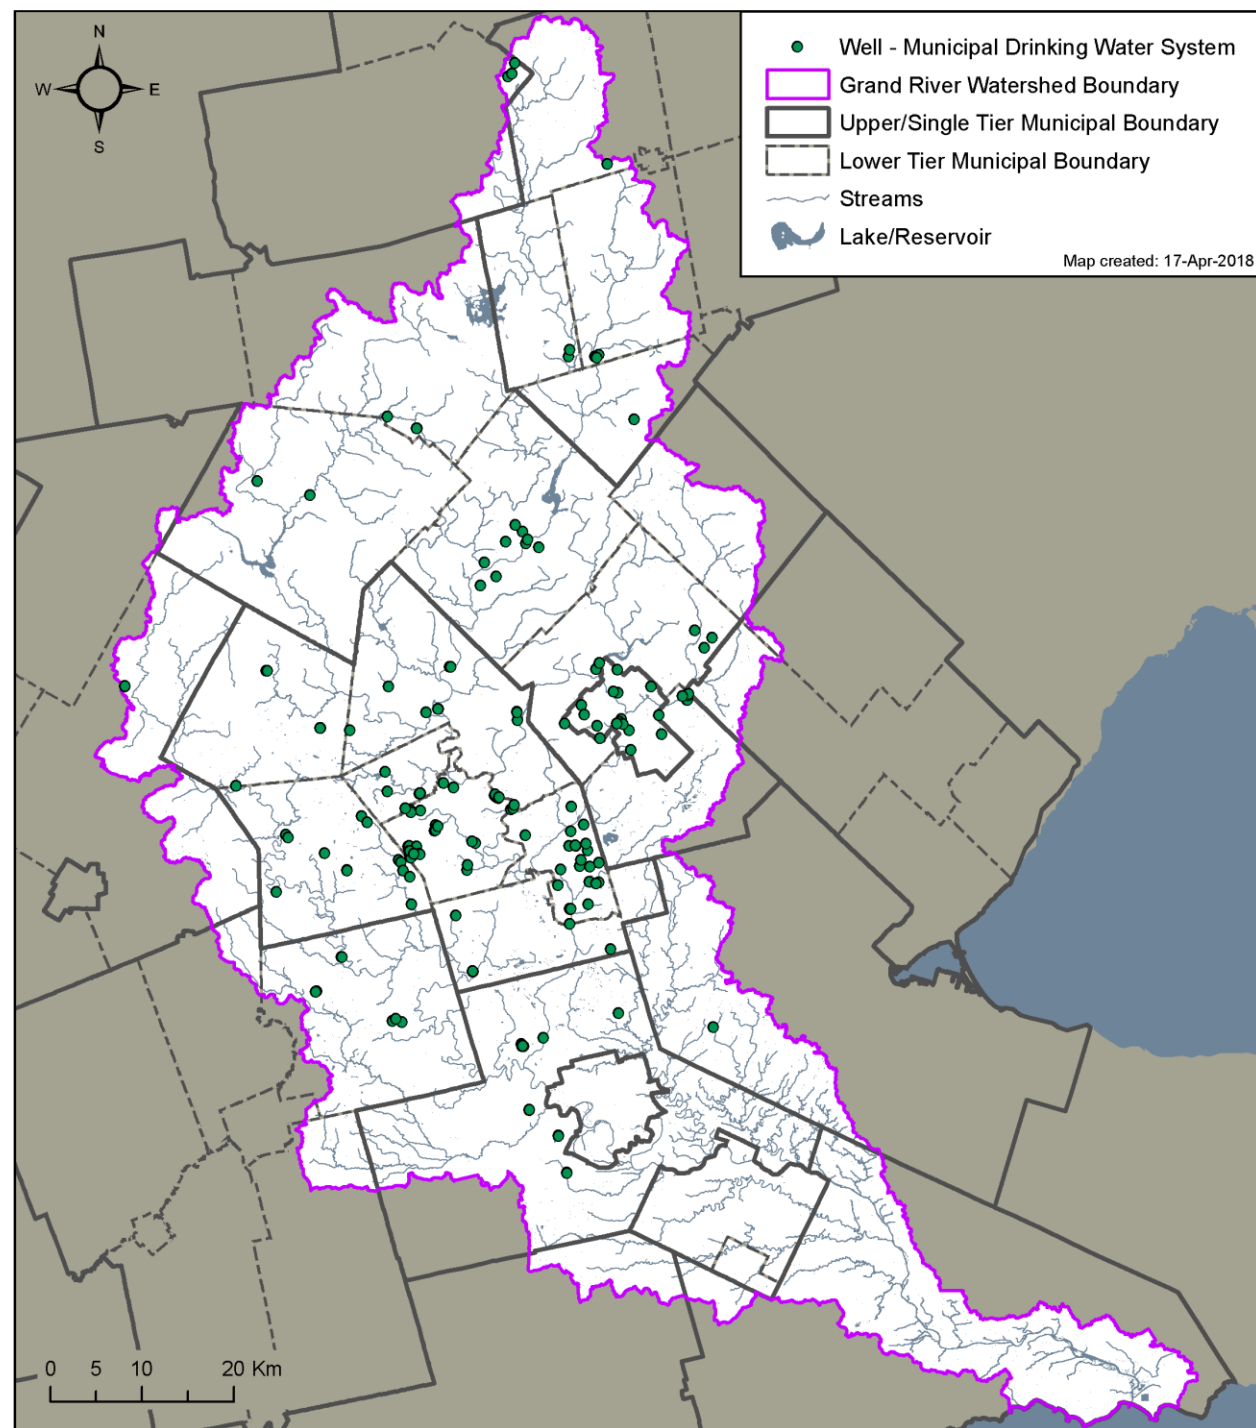 N
W E
S
Well - Municipal Drinking Water System
Grand River Watershed Boundary
Upper/Single Tier Municipal Boundary
Lower Tier Municipal Boundary
Streams
Lake/Reservoir
Map created: 17-Apr-2018
0 5 10 20 Km